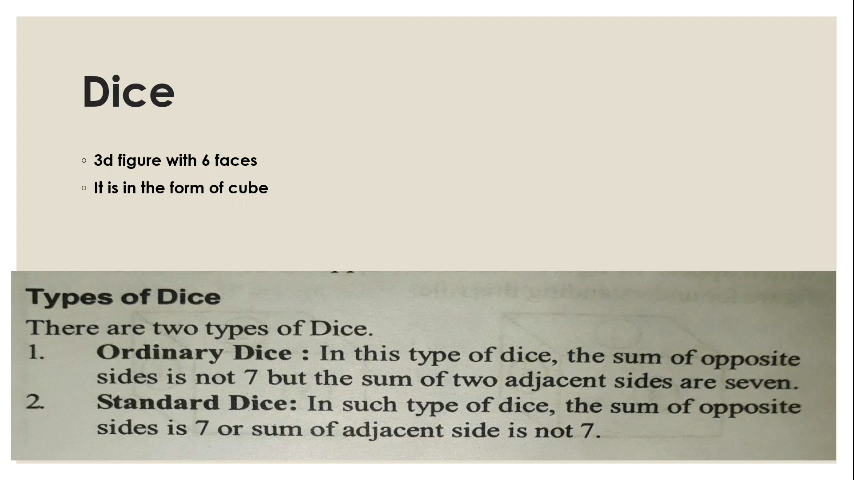 Dice
◦ 3d figure with 6 faces
◦ It is in the form of cube
Types of Dice
There are two types of Dice.
1. Ordinary Dice : In this type of dice, the sum of opposite
sides is not 7 but the sum of two adjacent sides are seven.
2. Standard Dice: In such type of dice, the sum of opposite
sides is 7 or sum of adjacent side is not 7.